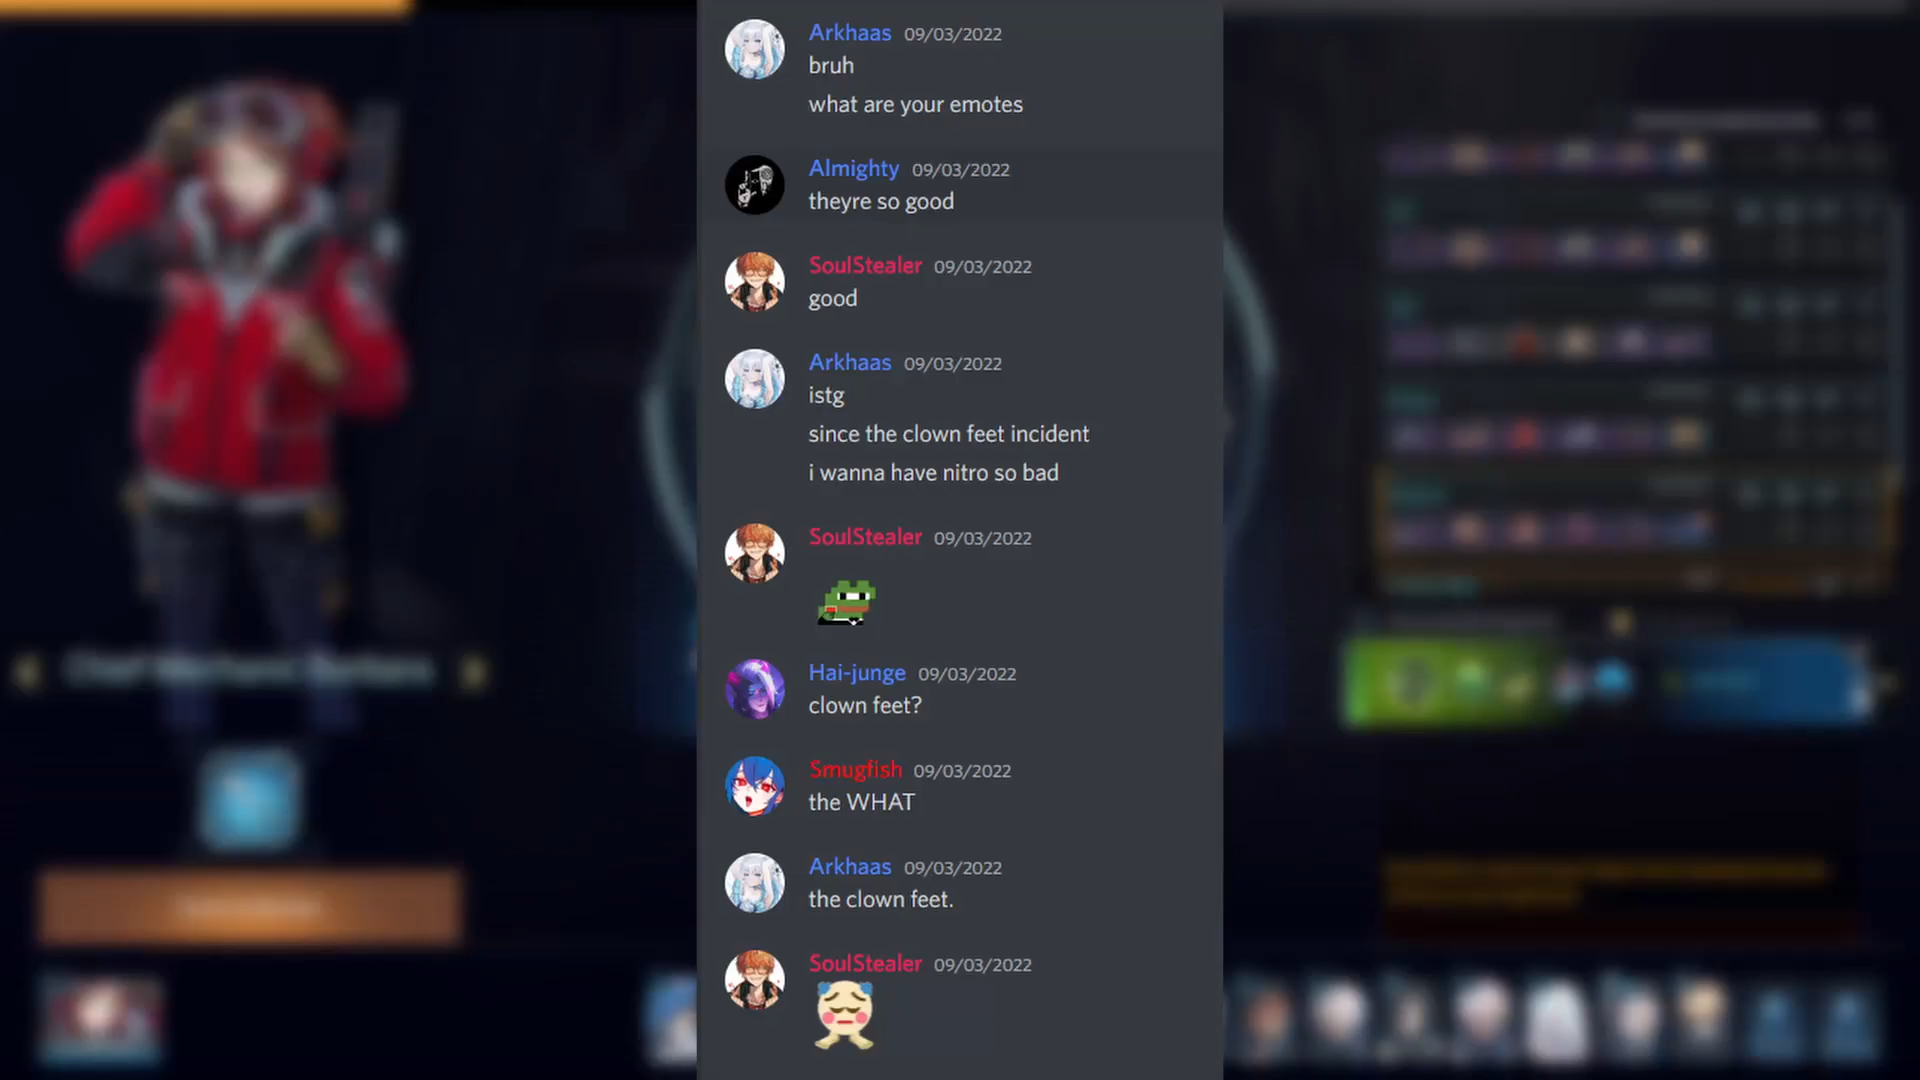 Arkhaas 09/03/2022
bruh
what are your emotes
Almighty 09/03/2022
theyre so good
SoulStealer 09/03/2022
good
Arkhaas 09/03/2022
istg
since the clown feet incident
i wanna have nitro so bad
SoulStealer 09/03/2022
Hai-junge 09/03/2022
clown feet?
Smugfish 09/03/2022
the WHAT
Arkhaas 09/03/2022
the clown feet.
SoulStealer 09/03/2022